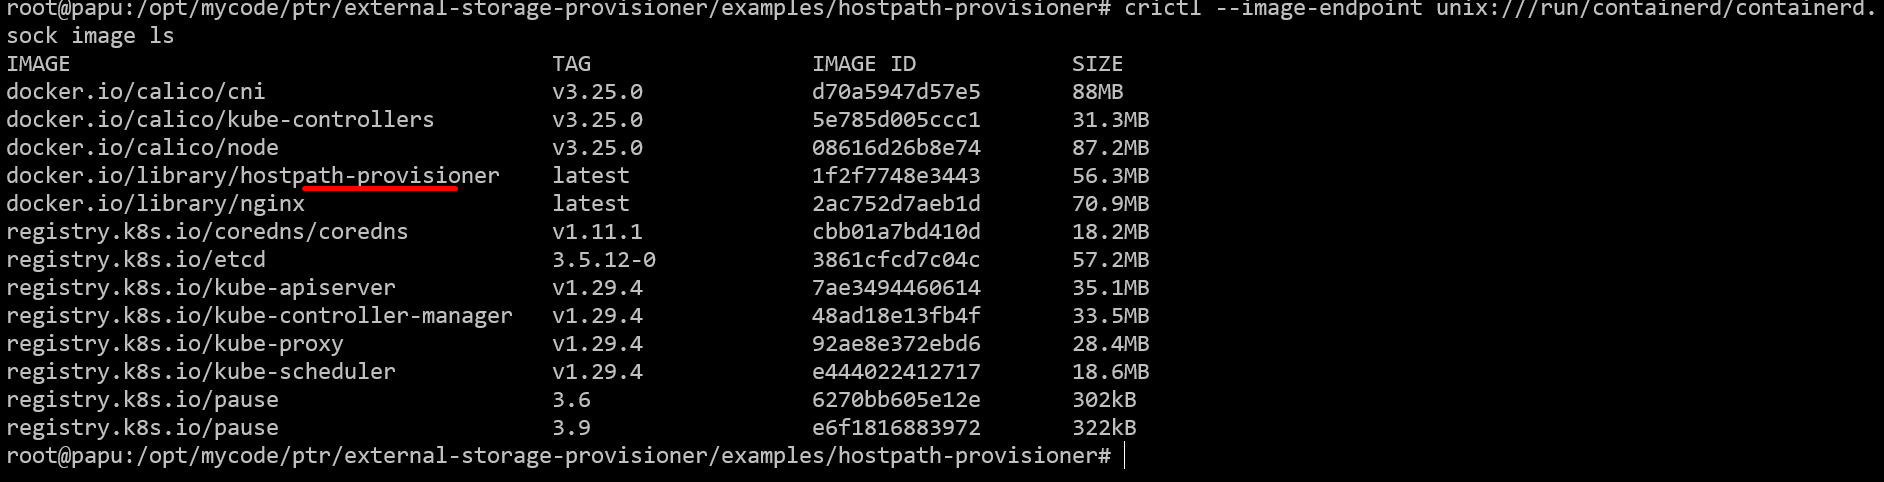 root@papu:/opt/mycode/ptr/external-storage-provisioner/examples/hostpath-provisioner# crictl --image-endpoint unix:///run/containerd/containerd.
sock image ls
IMAGE TAG IMAGE ID SIZE
docker.io/calico/cni v3.25.0 d70a5947d57e5 88MB
docker.io/calico/kube-controllers v3.25.0 5e785d005ccc1 31.3MB
docker.io/calico/node v3.25.0 08616d26b8e74 87.2MB
docker.io/library/hostpath-provisioner latest 1f2f7748e3443 56.3MB
docker.io/library/nginx latest 2ac752d7aeb1d 70.9MB
registry.k8s.io/coredns/coredns v1.11.1 cbb01a7bd410d 18.2MB
registry.k8s.io/etcd 3.5.12-0 3861cfcd7c04c 57.2MB
registry.k8s.io/kube-apiserver v1.29.4 7ae3494460614 35.1MB
registry.k8s.io/kube-controller-manager v1.29.4 48ad18e13fb4f 33.5MB
registry.k8s.io/kube-proxy v1.29.4 92ae8e372ebd6 28.4MB
registry.k8s.io/kube-scheduler v1.29.4 e444022412717 18.6MB
registry.k8s.io/pause 3.6 6270bb605e12e 302kB
registry.k8s.io/pause 3.9 e6f1816883972 322kB
root@papu:/opt/mycode/ptr/external-storage-provisioner/examples/hostpath-provisioner#